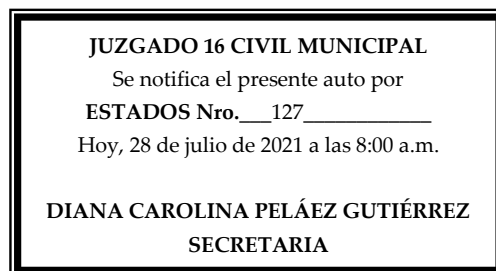 JUZGADO 16 CIVIL MUNICIPAL
Se notifica el presente auto por
ESTADOS Nro.___127____________
Hoy, 28 de julio de 2021 a las 8:00 a.m.
DIANA CAROLINA PELÁEZ GUTIÉRREZ
SECRETARIA